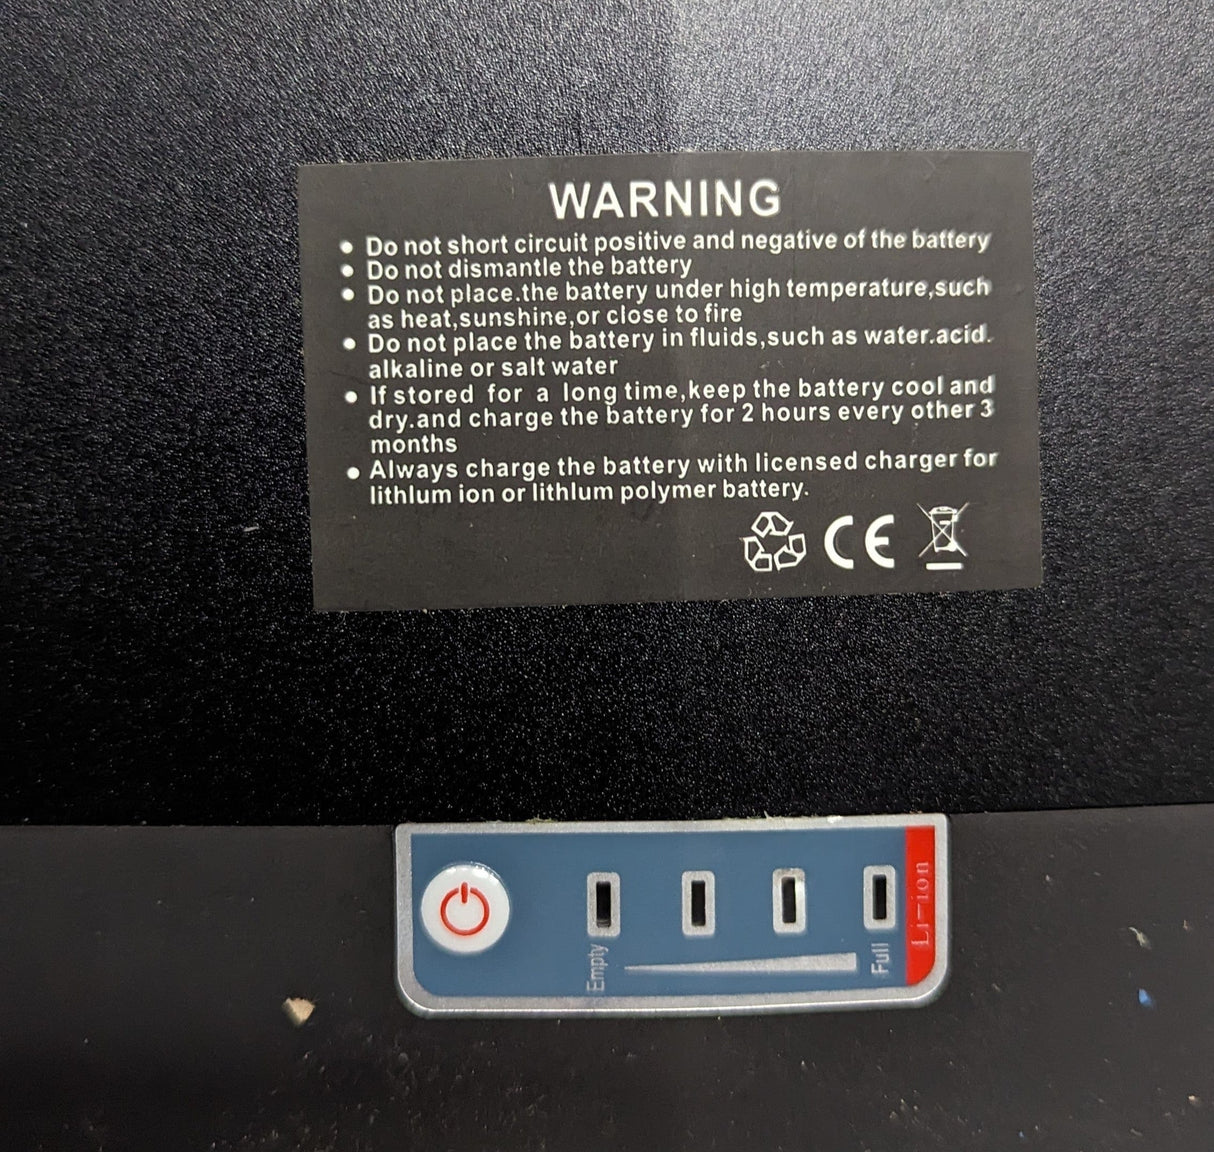 WARNING
● Do not short circuit positive and negative of the battery
● Do not dismantle the battery
● Do not place.the battery under high temperature,such
as heat,sunshine,or close to fire
● Do not place the battery in fluids,such as water.acid.
alkaline or salt water
● If stored for a long time,keep the battery cool and
dry.and charge the battery for 2 hours every other 3
months
● Always charge the battery with licensed charger for
lithlum ion or lithlum polymer battery.
CE
Empty
Full
Li-ion